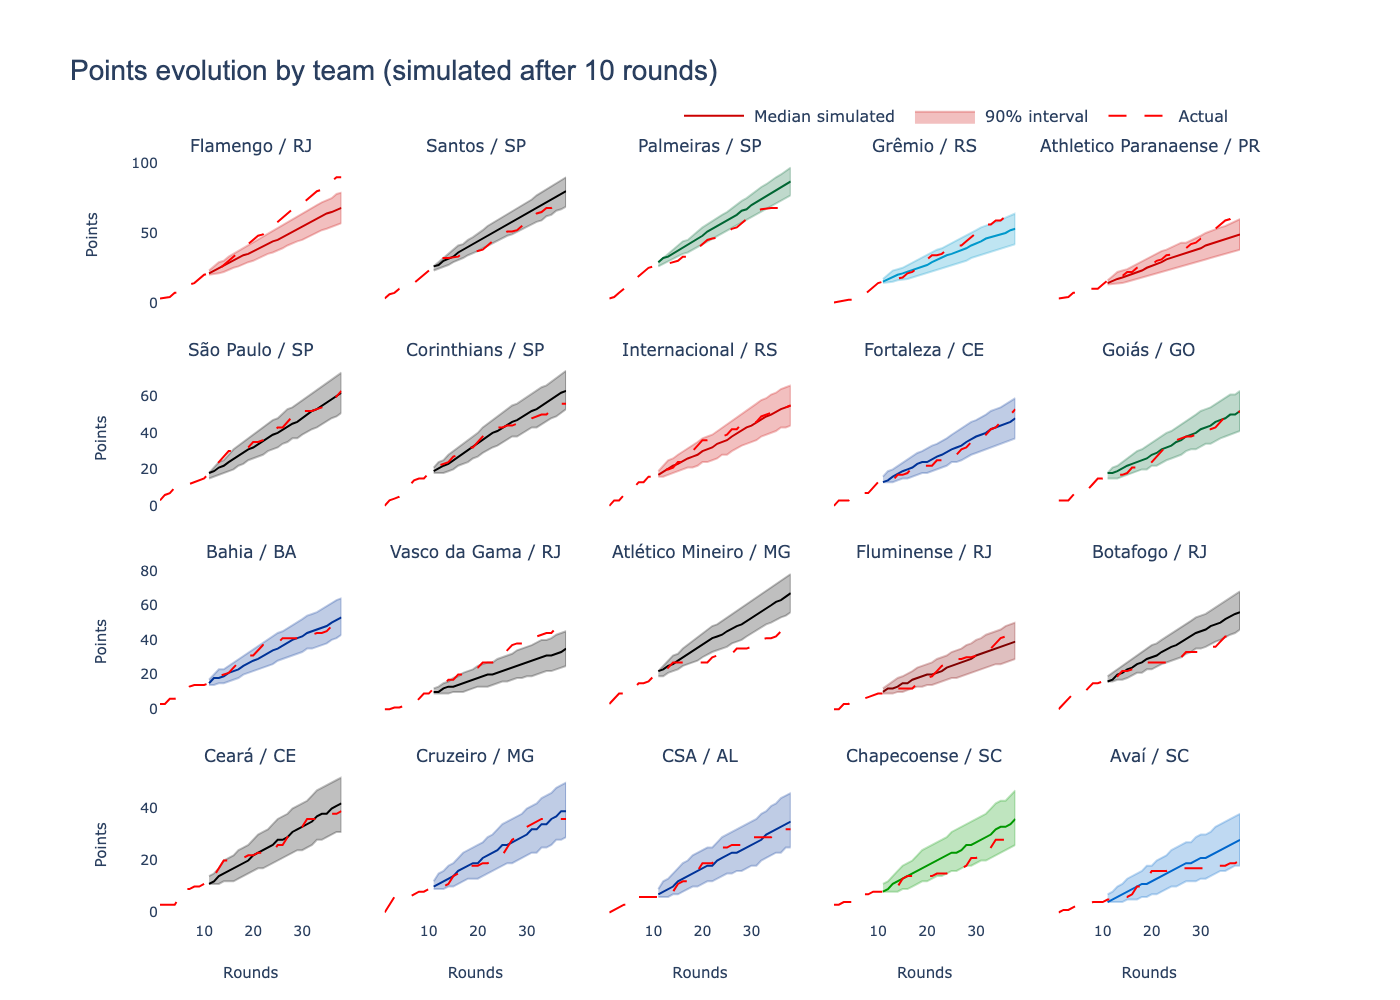 Points evolution by team (simulated after 10 rounds)
Median simulated 90% interval Actual
Flamengo / RJ Santos / SP Palmeiras / SP Grêmio / RS Athletico Paranaense / PR
100
50
0
Points
São Paulo / SP Corinthians / SP Internacional / RS Fortaleza / CE Goiás / GO
60
40
20
0
Points
Bahia / BA Vasco da Gama / RJ Atlético Mineiro / MG Fluminense / RJ Botafogo / RJ
80
60
40
20
0
Points
Ceará / CE Cruzeiro / MG CSA / AL Chapecoense / SC Avaí / SC
40
20
0
Points
10 20 30 10 20 30 10 20 30 10 20 30 10 20 30
Rounds Rounds Rounds Rounds Rounds